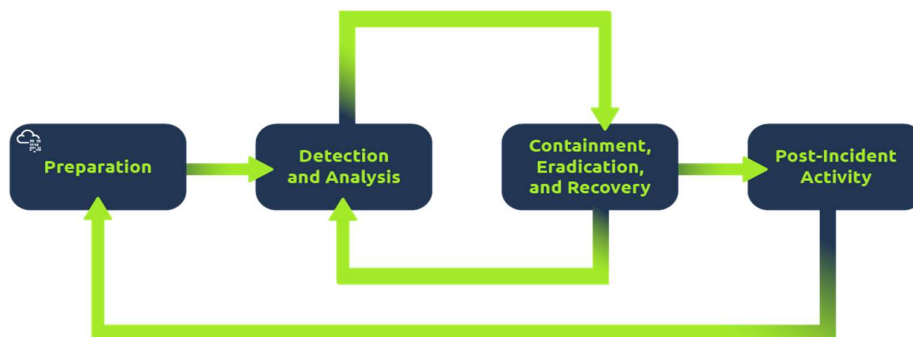 Preparation
Detection
and Analysis
Containment,
Eradication,
and Recovery
Post-Incident
Activity